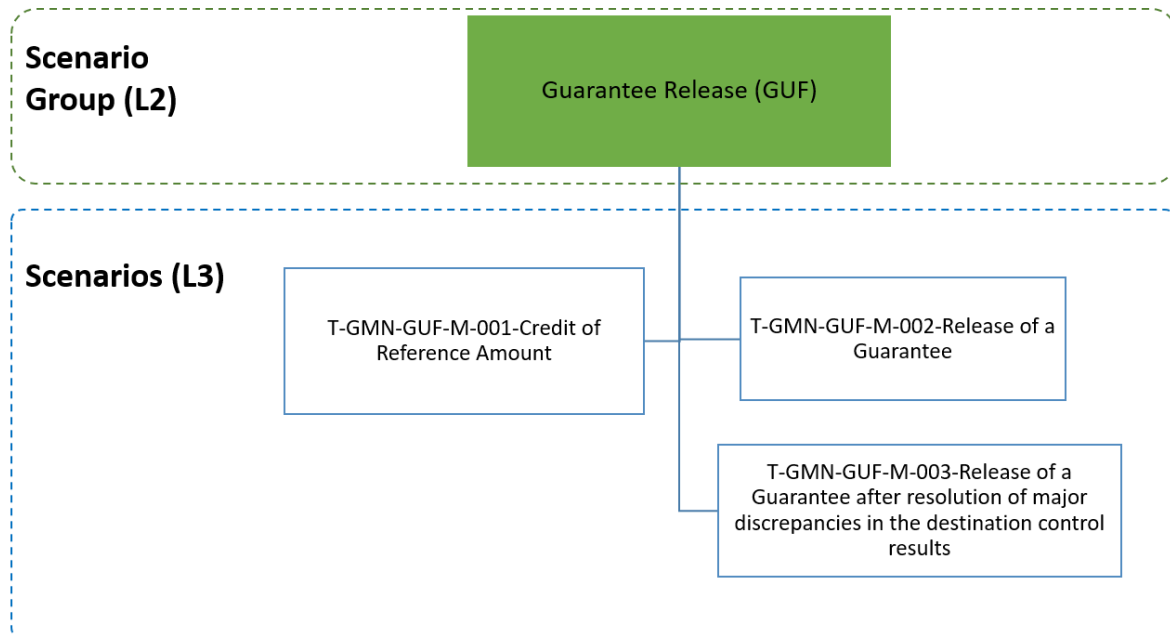 Scenario
Group (L2)
Guarantee Release (GUF)
Scenarios (L3)
T-GMN-GUF-M-001-Credit of
Reference Amount
T-GMN-GUF-M-002-Release of a
Guarantee
T-GMN-GUF-M-003-Release of a
Guarantee after resolution of major
discrepancies in the destination control
results